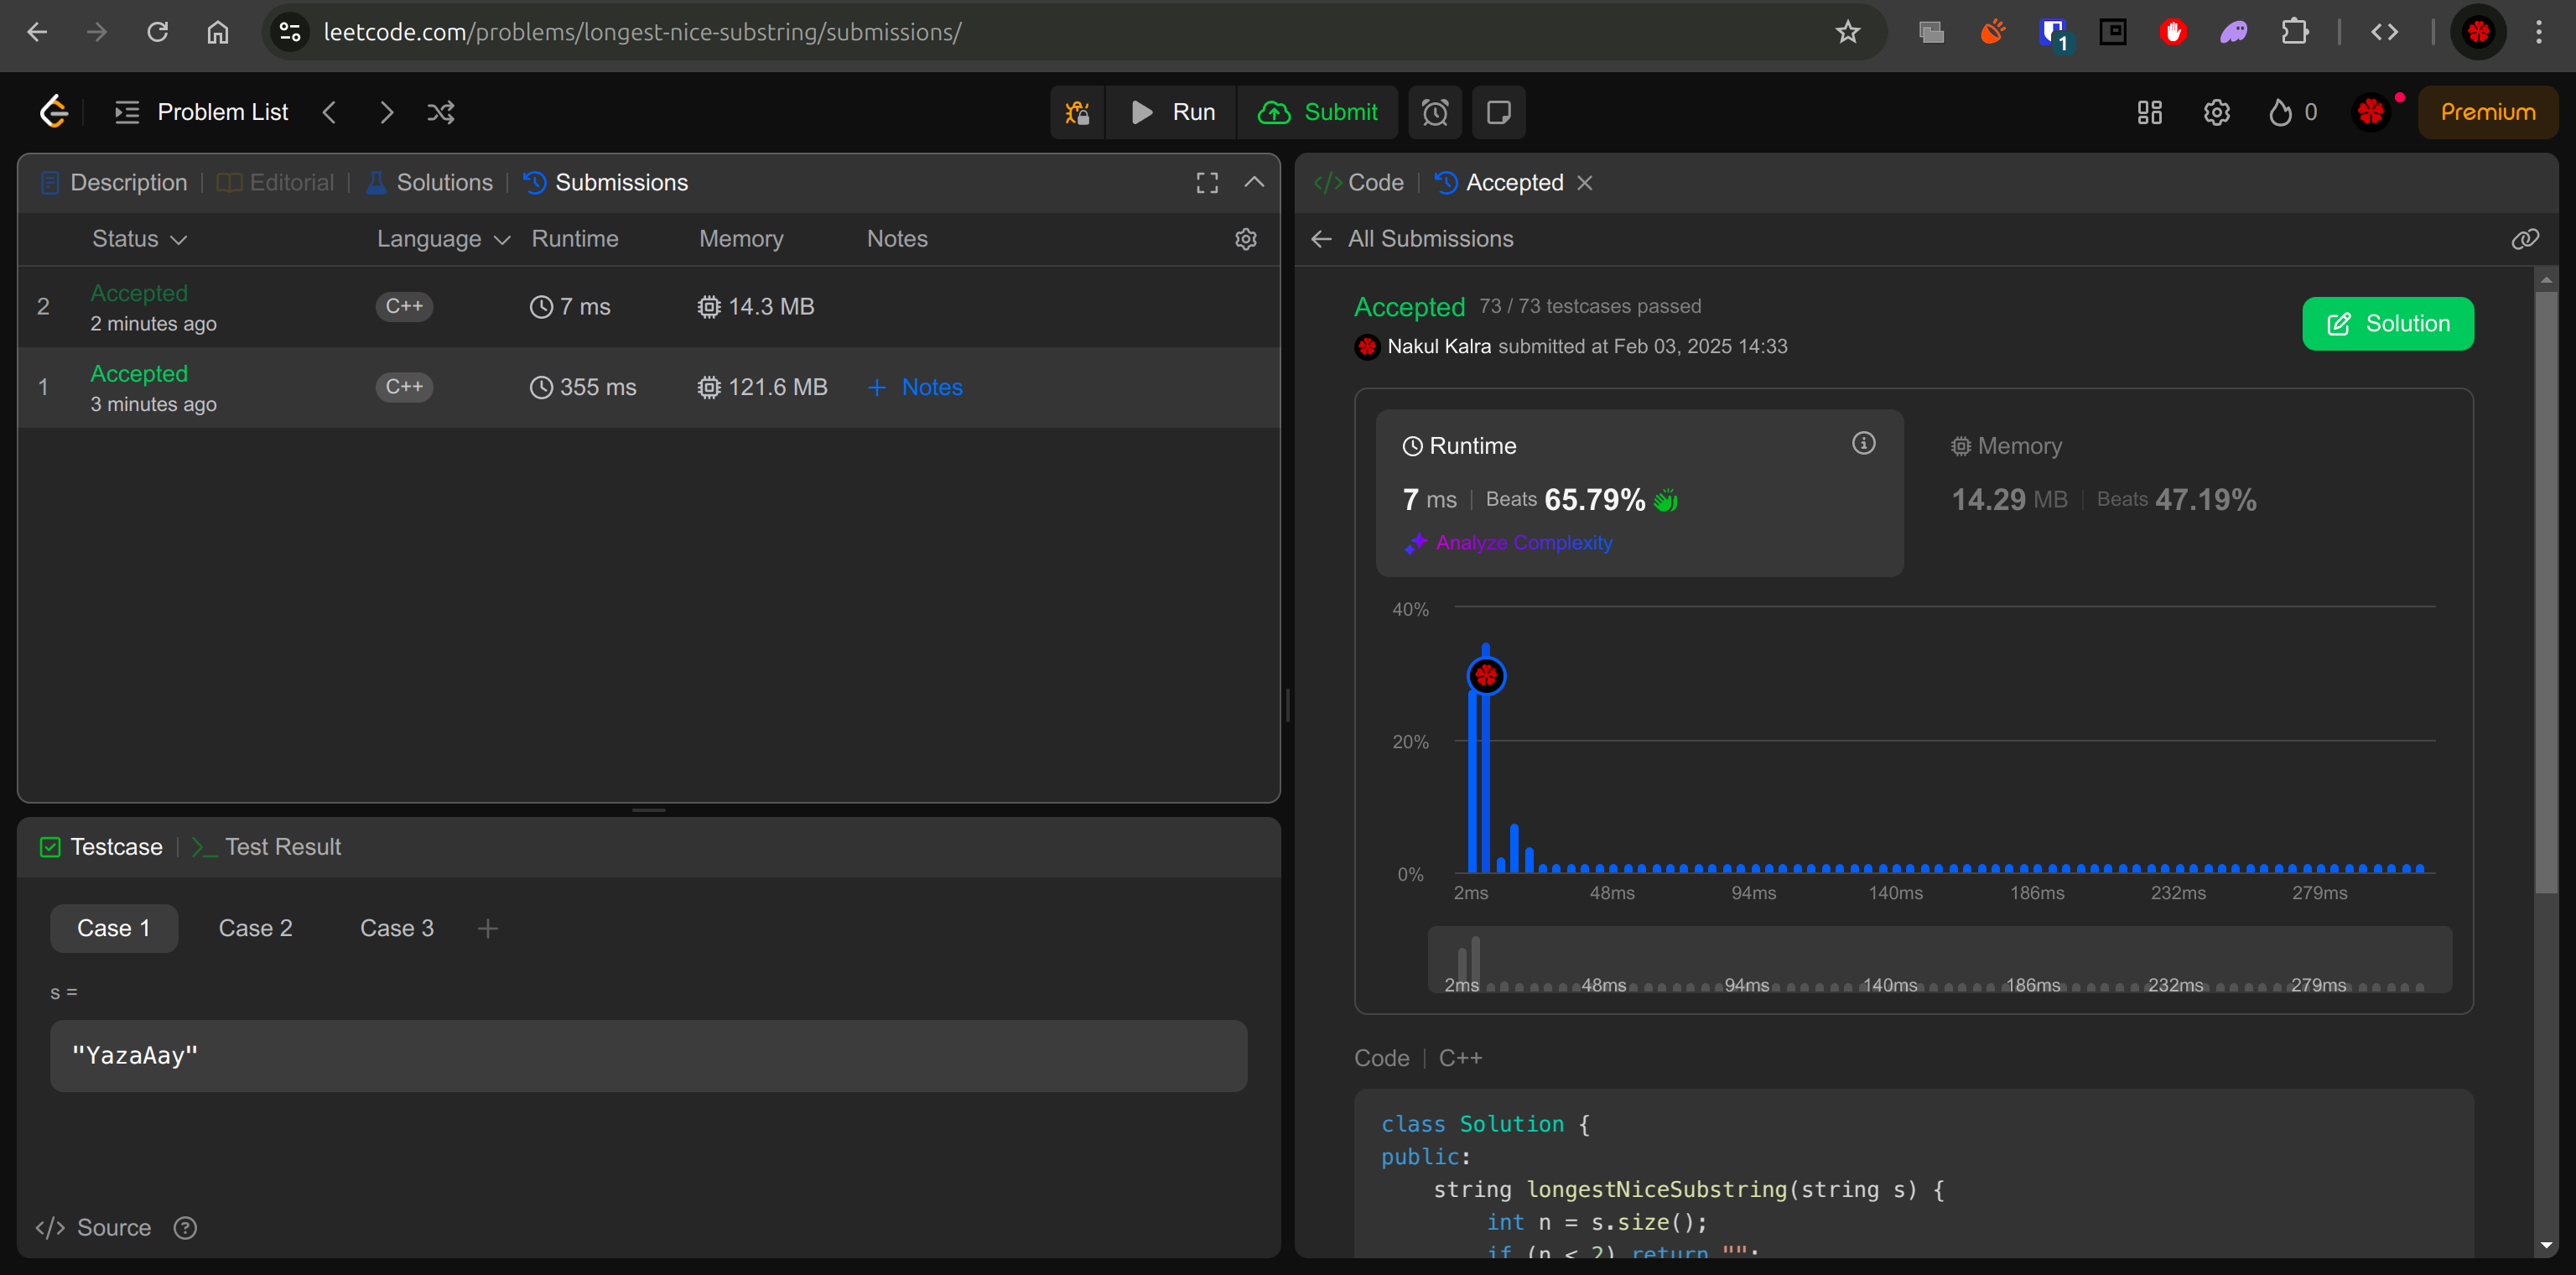 leetcode.com/problems/longest-nice-substring/submissions/
1
Problem List
Run
Submit
0
Premium
Description
Editorial
Solutions
Submissions
Status
Language
Runtime
Memory
Notes
2
Accepted
2 minutes ago
C++
7 ms
14.3 MB
1
Accepted
3 minutes ago
C++
355 ms
121.6 MB
+ Notes
Testcase
Test Result
Case 1
Case 2
Case 3
+
s =
"YazaAay"
Source
Code
Accepted
All Submissions
Accepted 73 / 73 testcases passed
Nakul Kalra submitted at Feb 03, 2025 14:33
Solution
Runtime
7 ms | Beats 65.79%
Analyze Complexity
Memory
14.29 MB | Beats 47.19%
40%
20%
0%
2ms 48ms 94ms 140ms 186ms 232ms 279ms
2ms 48ms 94ms 140ms 186ms 232ms 279ms
Code | C++
class Solution {
public:
string longestNiceSubstring(string s) {
int n = s.size();
if (n < 2) return "";